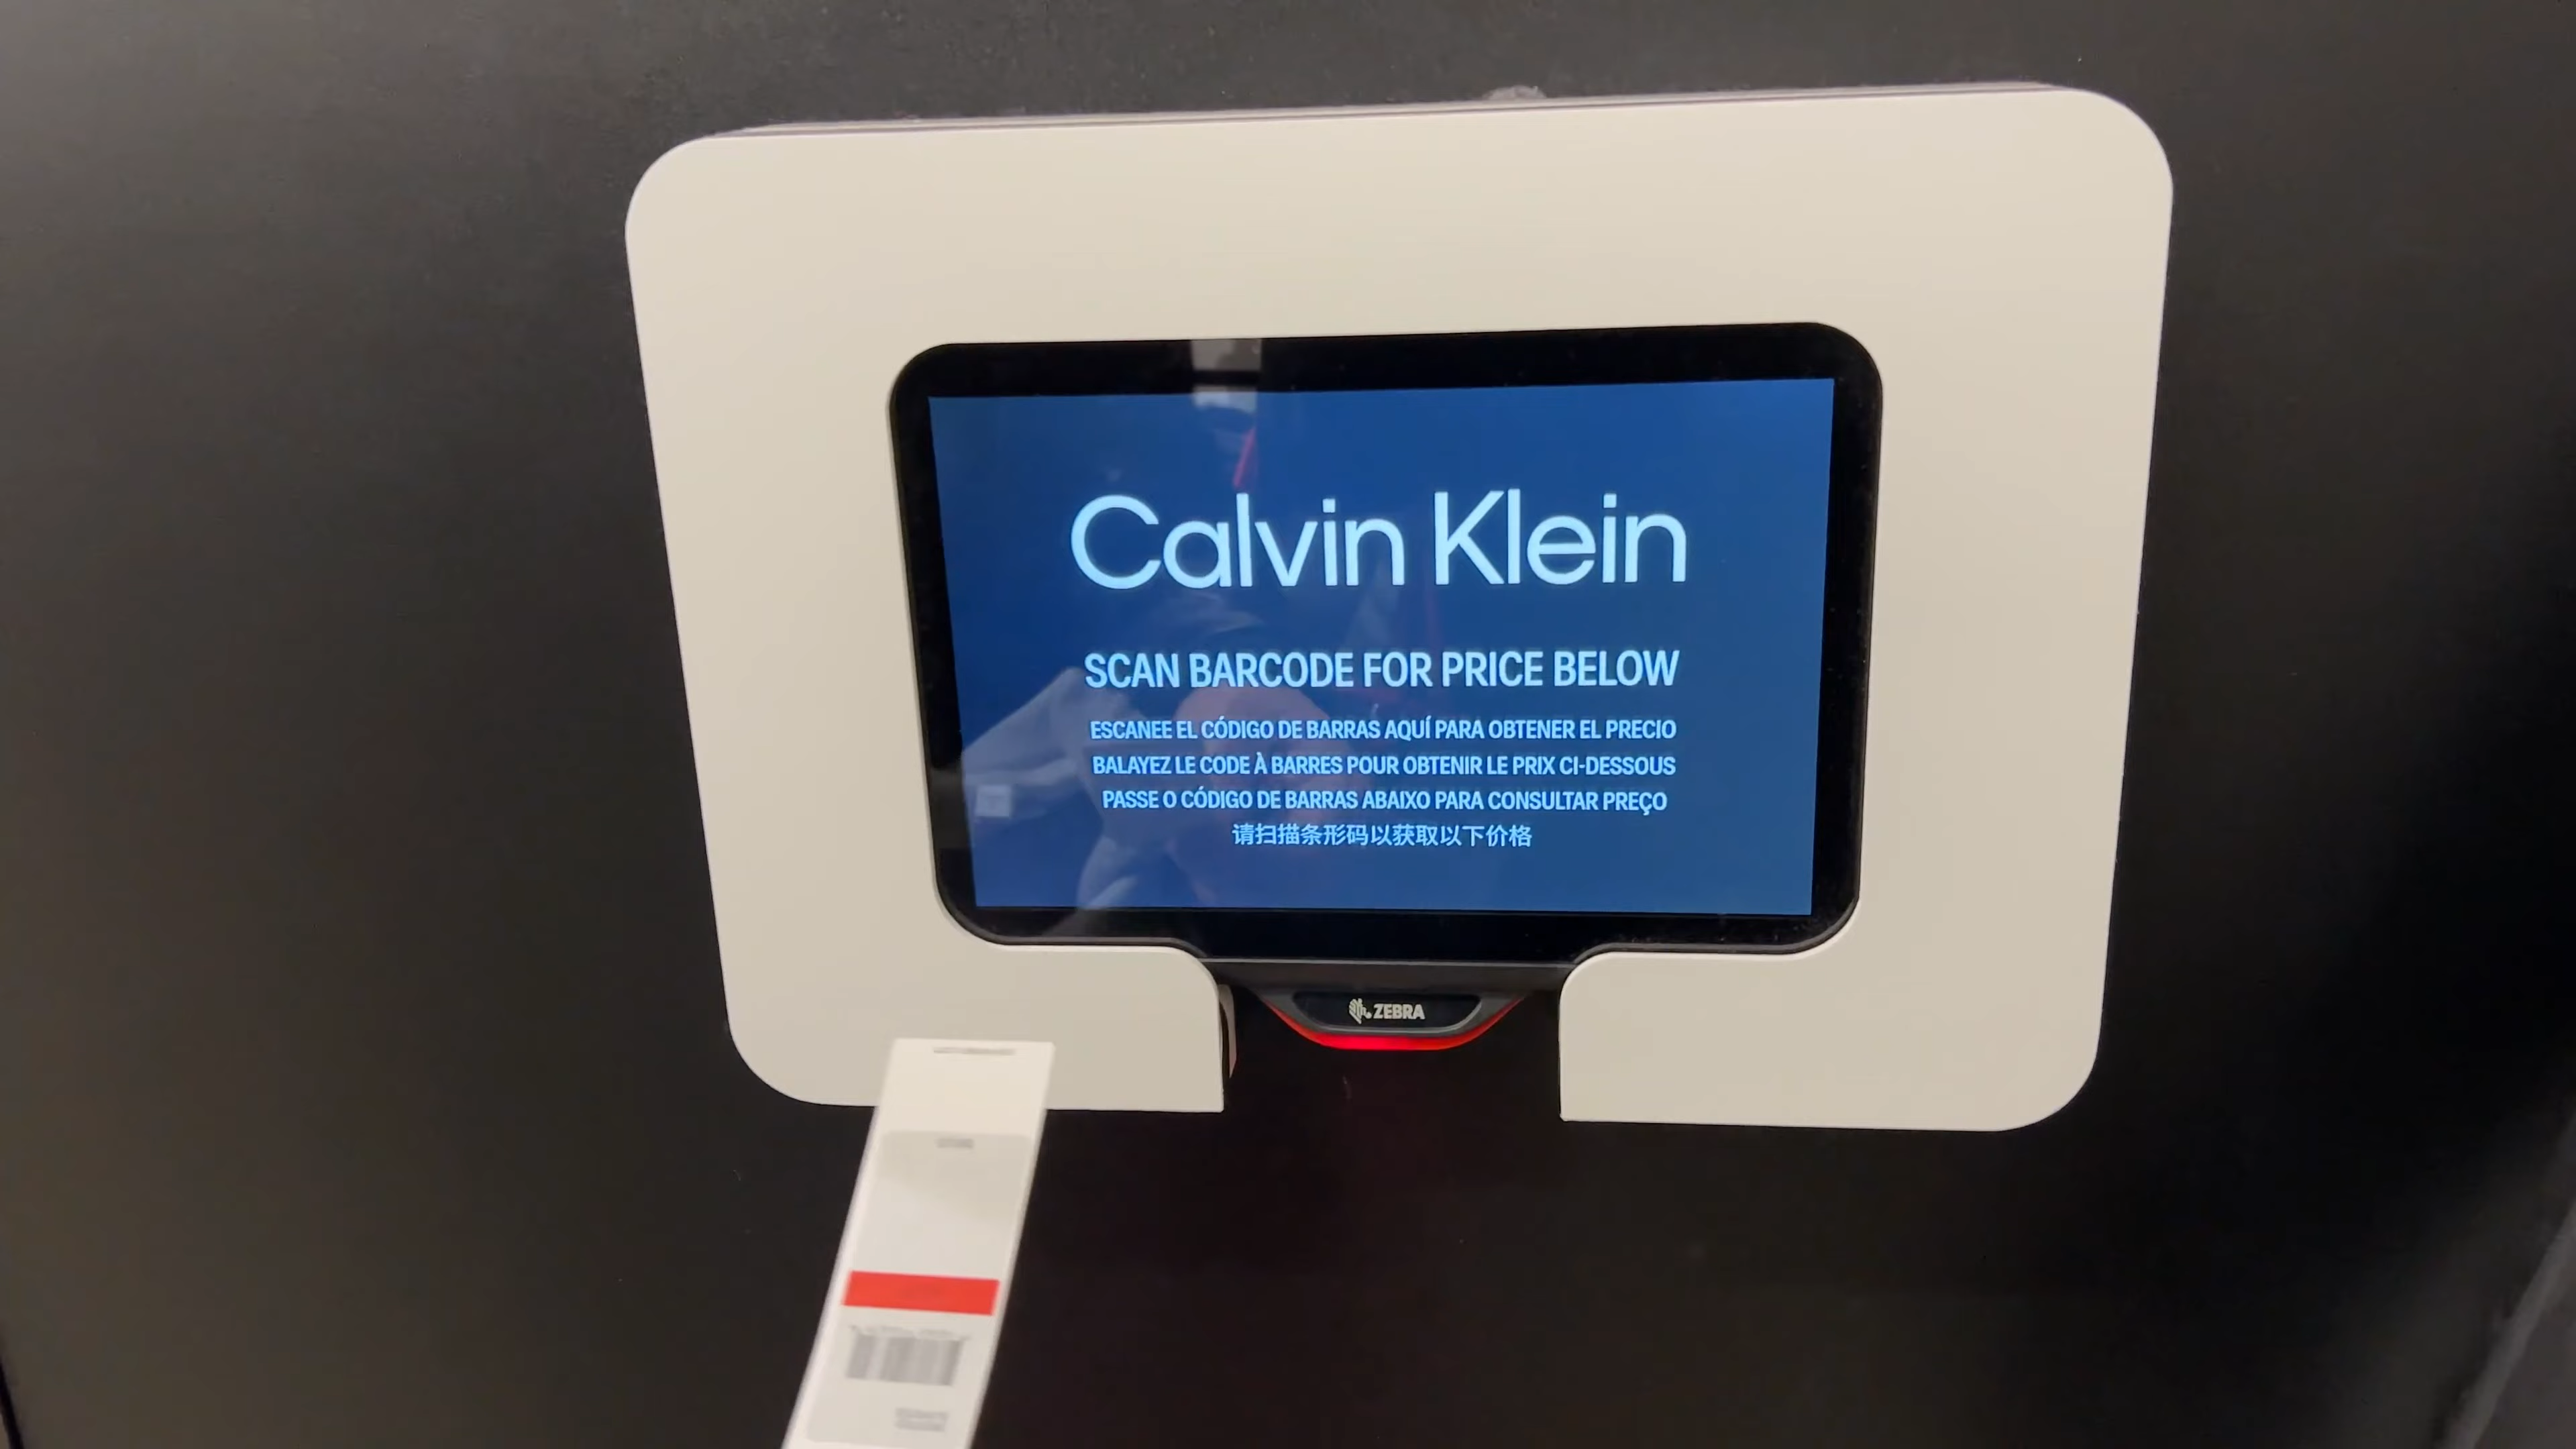 Calvin Klein
SCAN BARCODE FOR PRICE BELOW
ESCANEE EL CÓDIGO DE BARRAS AQUÍ PARA OBTENER EL PRECIO
BALAYEZ LE CODE À BARRES POUR OBTENIR LE PRIX CI-DESSOUS
PASSE O CÓDIGO DE BARRAS ABAIXO PARA CONSULTAR PREÇO
请扫描条形码以获取以下价格
ZEBRA